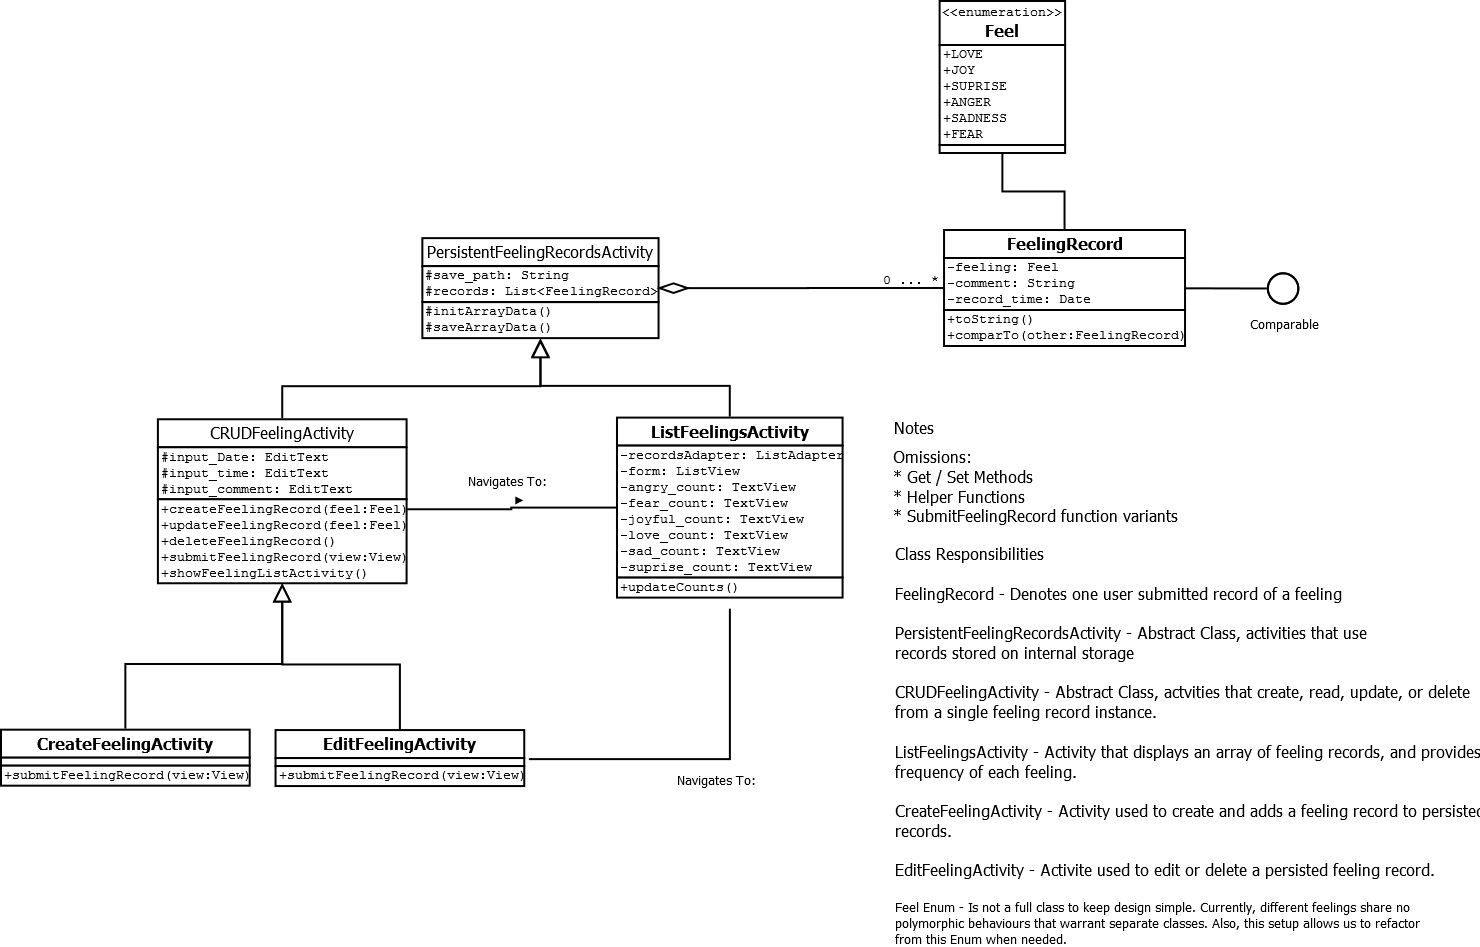 <<enumeration>>
Feel
+LOVE
+JOY
+SUPRISE
+ANGER
+SADNESS
+FEAR
PersistentFeelingRecordsActivity
#save_path: String
#records: List<FeelingRecord>
#initArrayData()
#saveArrayData()
0 ... *
FeelingRecord
-feeling: Feel
-comment: String
-record_time: Date
+toString()
+comparTo(other:FeelingRecord)
Comparable
CRUDFeelingActivity
#input_Date: EditText
#input_time: EditText
#input_comment: EditText
+createFeelingRecord(feel:Feel)
+updateFeelingRecord(feel:Feel)
+deleteFeelingRecord()
+submitFeelingRecord(view:View)
+showFeelingListActivity()
Navigates To:
ListFeelingsActivity
-recordsAdapter: ListAdapter
-form: ListView
-angry_count: TextView
-fear_count: TextView
-joyful_count: TextView
-love_count: TextView
-sad_count: TextView
-suprise_count: TextView
+updateCounts()
CreateFeelingActivity
+submitFeelingRecord(view:View)
EditFeelingActivity
+submitFeelingRecord(view:View)
Navigates To:
Notes
Omissions:
* Get / Set Methods
* Helper Functions
* SubmitFeelingRecord function variants
Class Responsibilities
FeelingRecord - Denotes one user submitted record of a feeling
PersistentFeelingRecordsActivity - Abstract Class, activities that use
records stored on internal storage
CRUDFeelingActivity - Abstract Class, actvities that create, read, update, or delete
from a single feeling record instance.
ListFeelingsActivity - Activity that displays an array of feeling records, and provides
frequency of each feeling.
CreateFeelingActivity - Activity used to create and adds a feeling record to persisted
records.
EditFeelingActivity - Activite used to edit or delete a persisted feeling record.
Feel Enum - Is not a full class to keep design simple. Currently, different feelings share no
polymorphic behaviours that warrant separate classes. Also, this setup allows us to refactor
from this Enum when needed.